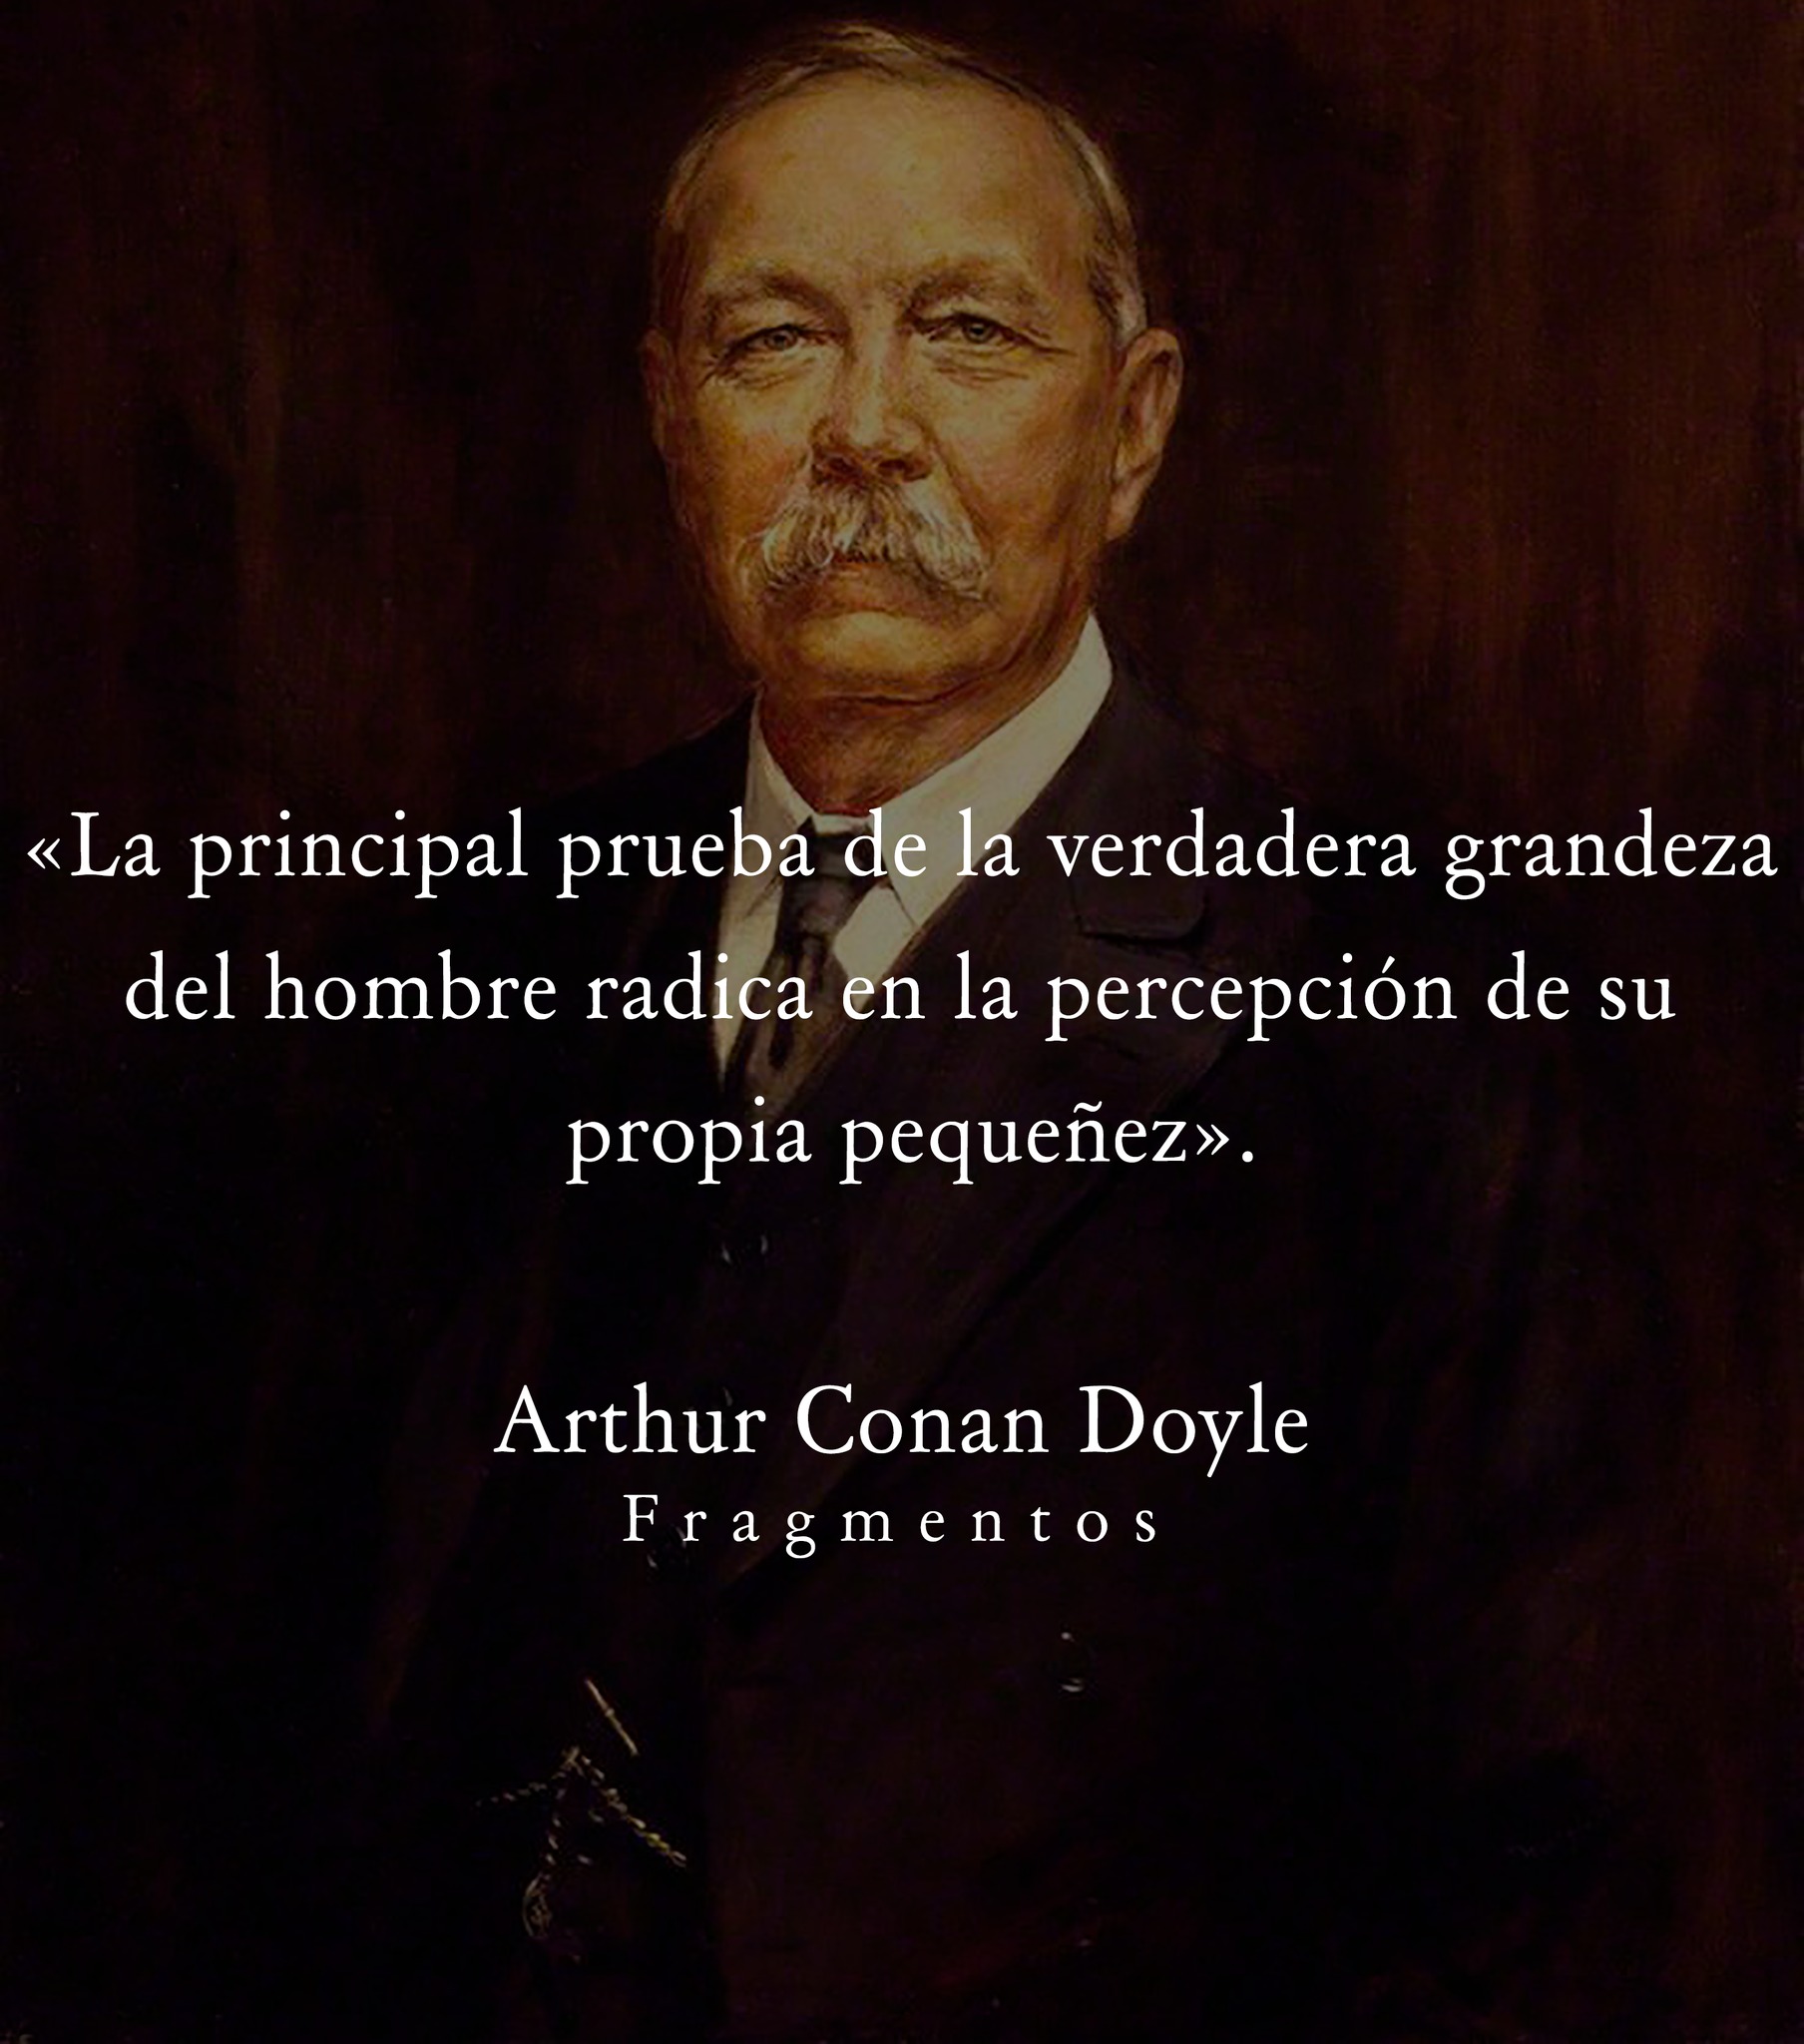 «La principal prueba de la verdadera grandeza
del hombre radica en la percepción de su
propia pequeñez».
Arthur Conan Doyle
Fragmentos